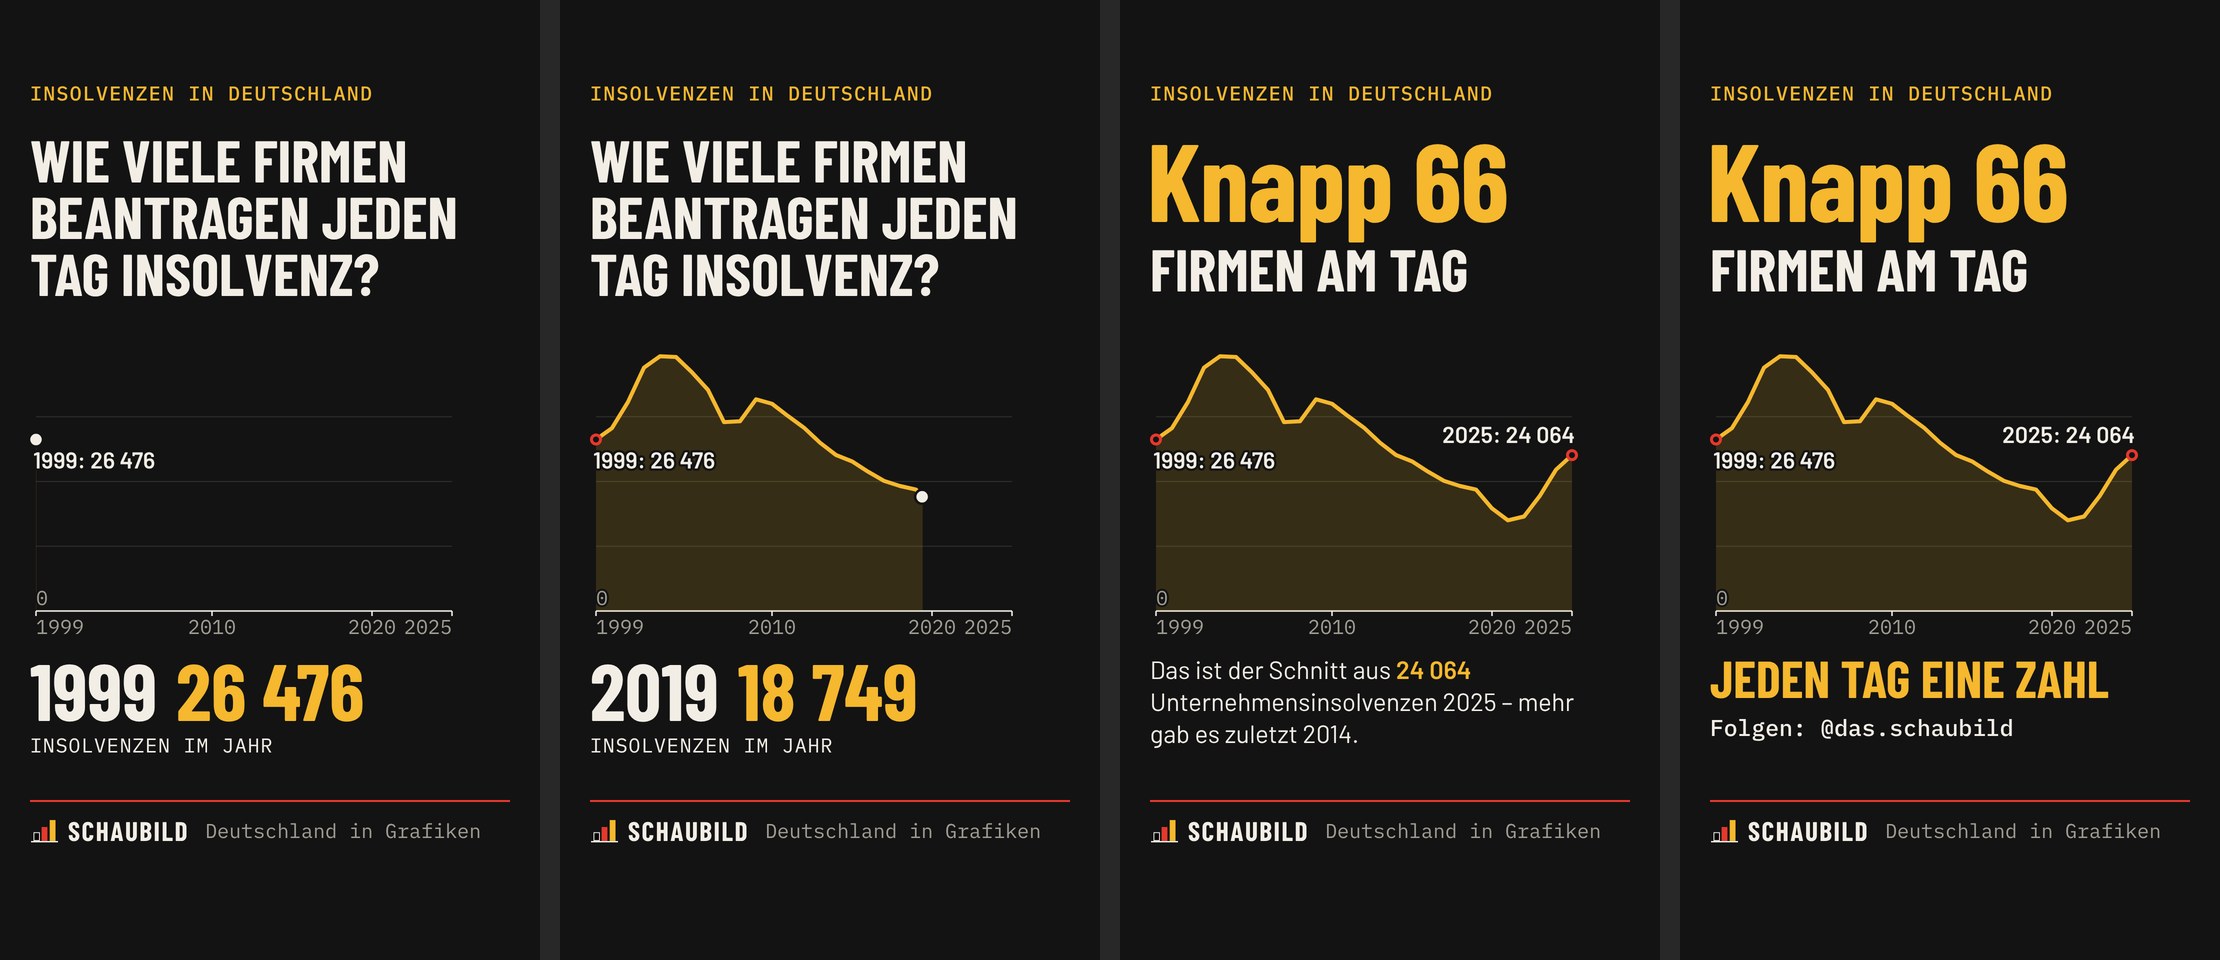 INSOLVENZEN IN DEUTSCHLAND
WIE VIELE FIRMEN
BEANTRAGEN JEDEN
TAG INSOLVENZ?
1999: 26 476
0
1999 2010 2020 2025
1999 26 476
INSOLVENZEN IM JAHR
SCHAUBILD Deutschland in Grafiken
INSOLVENZEN IN DEUTSCHLAND
WIE VIELE FIRMEN
BEANTRAGEN JEDEN
TAG INSOLVENZ?
1999: 26 476
0
1999 2010 2020 2025
2019 18 749
INSOLVENZEN IM JAHR
SCHAUBILD Deutschland in Grafiken
INSOLVENZEN IN DEUTSCHLAND
Knapp 66
FIRMEN AM TAG
2025: 24 064
1999: 26 476
0
1999 2010 2020 2025
Das ist der Schnitt aus 24 064
Unternehmensinsolvenzen 2025 – mehr
gab es zuletzt 2014.
SCHAUBILD Deutschland in Grafiken
INSOLVENZEN IN DEUTSCHLAND
Knapp 66
FIRMEN AM TAG
2025: 24 064
1999: 26 476
0
1999 2010 2020 2025
JEDEN TAG EINE ZAHL
Folgen: @das.schaubild
SCHAUBILD Deutschland in Grafiken